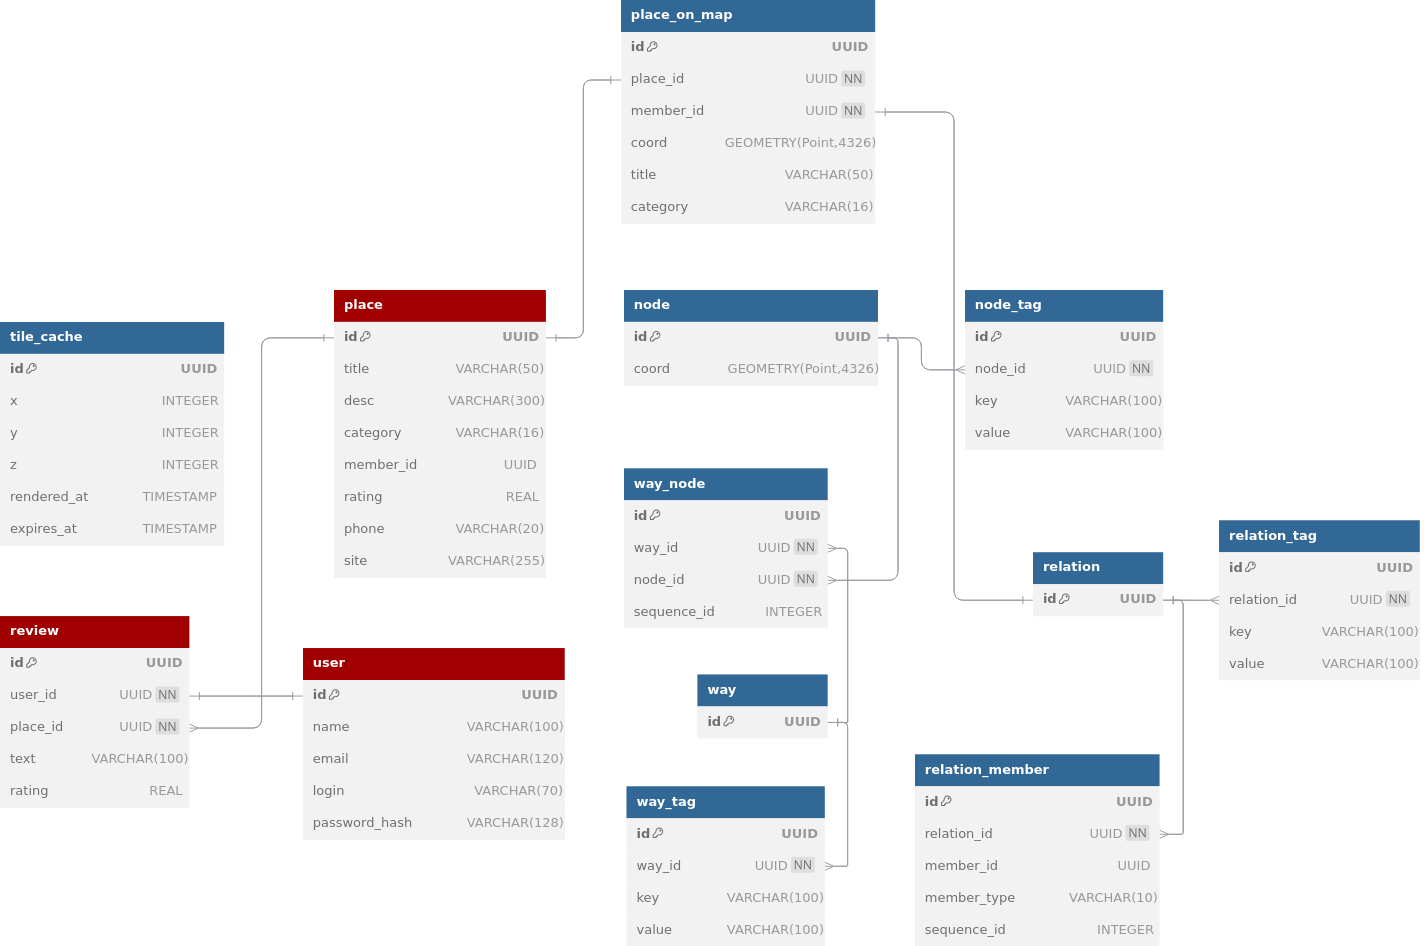 place_on_map
id UUID
place_id UUID NN
member_id UUID NN
coord GEOMETRY(Point,4326)
title VARCHAR(50)
category VARCHAR(16)
place
id UUID
title VARCHAR(50)
desc VARCHAR(300)
category VARCHAR(16)
member_id UUID
rating REAL
phone VARCHAR(20)
site VARCHAR(255)
node
id UUID
coord GEOMETRY(Point,4326)
node_tag
id UUID
node_id UUID NN
key VARCHAR(100)
value VARCHAR(100)
tile_cache
id UUID
x INTEGER
y INTEGER
z INTEGER
rendered_at TIMESTAMP
expires_at TIMESTAMP
way_node
id UUID
way_id UUID NN
node_id UUID NN
sequence_id INTEGER
relation_tag
id UUID
relation_id UUID NN
key VARCHAR(100)
value VARCHAR(100)
relation
id UUID
review
id UUID
user_id UUID NN
place_id UUID NN
text VARCHAR(100)
rating REAL
user
id UUID
name VARCHAR(100)
email VARCHAR(120)
login VARCHAR(70)
password_hash VARCHAR(128)
way
id UUID
way_tag
id UUID
way_id UUID NN
key VARCHAR(100)
value VARCHAR(100)
relation_member
id UUID
relation_id UUID NN
member_id UUID
member_type VARCHAR(10)
sequence_id INTEGER